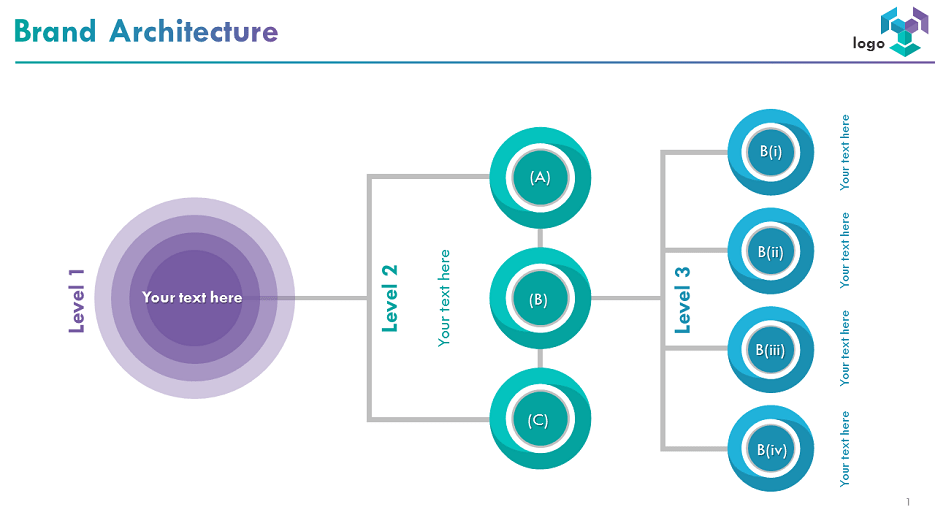 Brand Architecture
logo
Level 1
Your text here
Level 2
Your text here
(A)
(B)
(C)
Level 3
B(i)
Your text here
B(ii)
Your text here
B(iii)
Your text here
B(iv)
Your text here
1